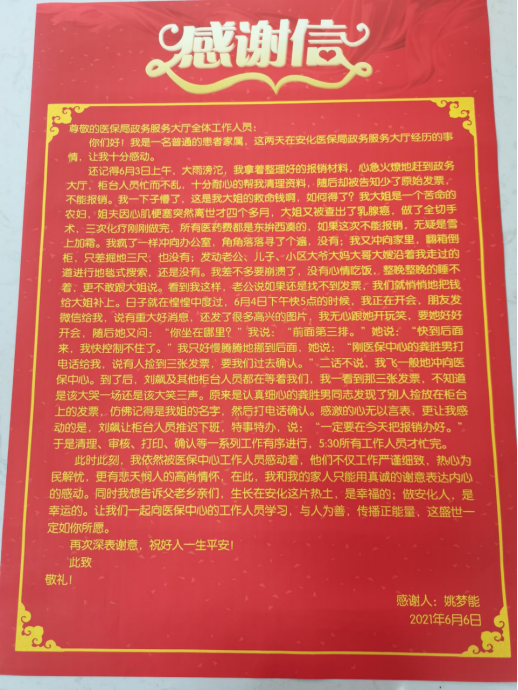 感谢信
尊敬的医保局政务服务大厅全体工作人员：
你们好！我是一名普通的患者家属，这两天在安化医保局政务服务大厅经历的事
情，让我十分感动。
还记得6月3日上午，大雨滂沱，我拿着整理好的报销材料，心急火燎地赶到政务
大厅，柜台人员忙而不乱，十分耐心的帮我清理资料，随后却被告知少了原始发票，
不能报销。我一下子懵了，这是我大姐的救命钱啊，如何得了？我大姐是一个苦命的
农妇，姐夫因心肌梗塞突然离世才四个多月，大姐又被查出了乳腺癌，做了全切手
术，三次化疗刚刚做完，所有医药费都是东拚西凑的，如果这次不能报销，无疑是雪
上加霜。我疯了一样冲向办公室，角角落落寻了个遍，没有；我又冲向家里，翻箱倒
柜，只差掘地三尺，也没有；发动老公、儿子、小区大爷大妈大哥大嫂沿着我走过的
道进行地毯式搜索，还是没有。我差不多要崩溃了，没有心情吃饭，整晚整晚的睡不
着，更不敢跟大姐说。看到我这样，老公说如果还是找不到发票，我们就悄悄地把钱
给大姐补上。日子就在惶惶中度过，6月4日下午快5点的时候，我正在开会，朋友发
微信给我，说有重大好消息，还发了很多高兴的图片，我无心跟她开玩笑，要她好好
开会，随后她又问：“你坐在哪里？”我说：“前面第三排。”她说：“快到后面
来，我快控制不住了。”我只好慢腾腾地挪到后面，她说：“刚医保中心的龚胜男打
电话给我，说有人捡到三张发票，要我们过去确认。”二话不说，我飞一般地冲向医
保中心。到了后，刘飙及其他柜台人员都在等着我们，我一看到那三张发票，不知道
是该大哭一场还是该大笑三声。原来是认真细心的龚胜男同志发现了别人捡放在柜台
上的发票，仿佛记得是我姐的名字，然后打电话确认。感激的心无以言表，更让我感
动的是，刘飙让柜台人员推迟下班，特事特办，说：“一定要在今天把报销办好。”
于是清理、审核、打印、确认等一系列工作有序进行，5:30所有工作人员才忙完。
此时此刻，我依然被医保中心工作人员感动着，他们不仅工作严谨细致，热心为
民解忧，更有悲天悯人的高尚情怀，在此，我和我的家人只能用真诚的谢意表达内心
的感动。同时我想告诉父老乡亲们，生长在安化这片热土，是幸福的；做安化人，是
幸运的。让我们一起向医保中心的工作人员学习，与人为善，传播正能量，这盛世一
定如你所愿。
再次深表谢意，祝好人一生平安！
此致
敬礼！
感谢人：姚梦能
2021年6月6日